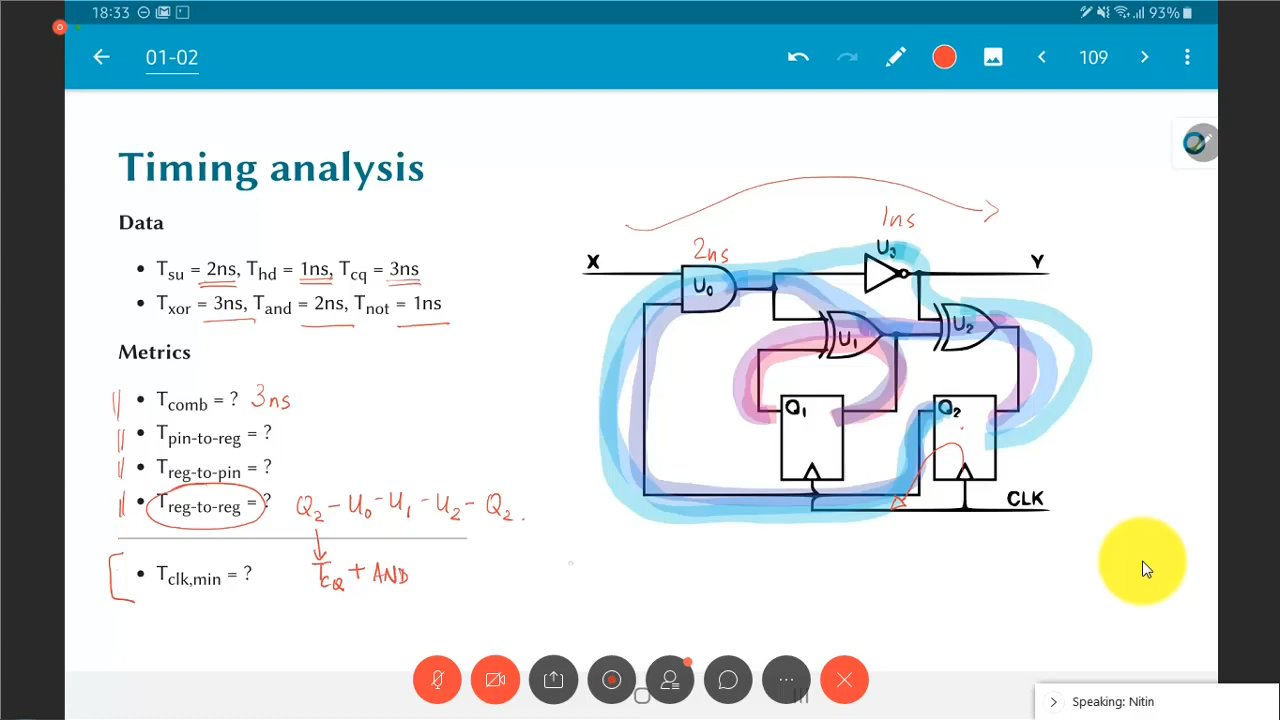 18:33
93%
01-02
109
Timing analysis
Data
• Tsu = 2ns, Thd = 1ns, Tcq = 3ns
• Txor = 3ns, Tand = 2ns, Tnot = 1ns
Metrics
• Tcomb = ? 3ns
• Tpin-to-reg = ?
• Treg-to-pin = ?
• Treg-to-reg = ? Q2 - U0 - U1 - U2 - Q2.
• Tclk,min = ? TCQ + AND
2ns
1ns
X
U0
U3
Y
U1
U2
Q1
Q2
CLK
Speaking: Nitin